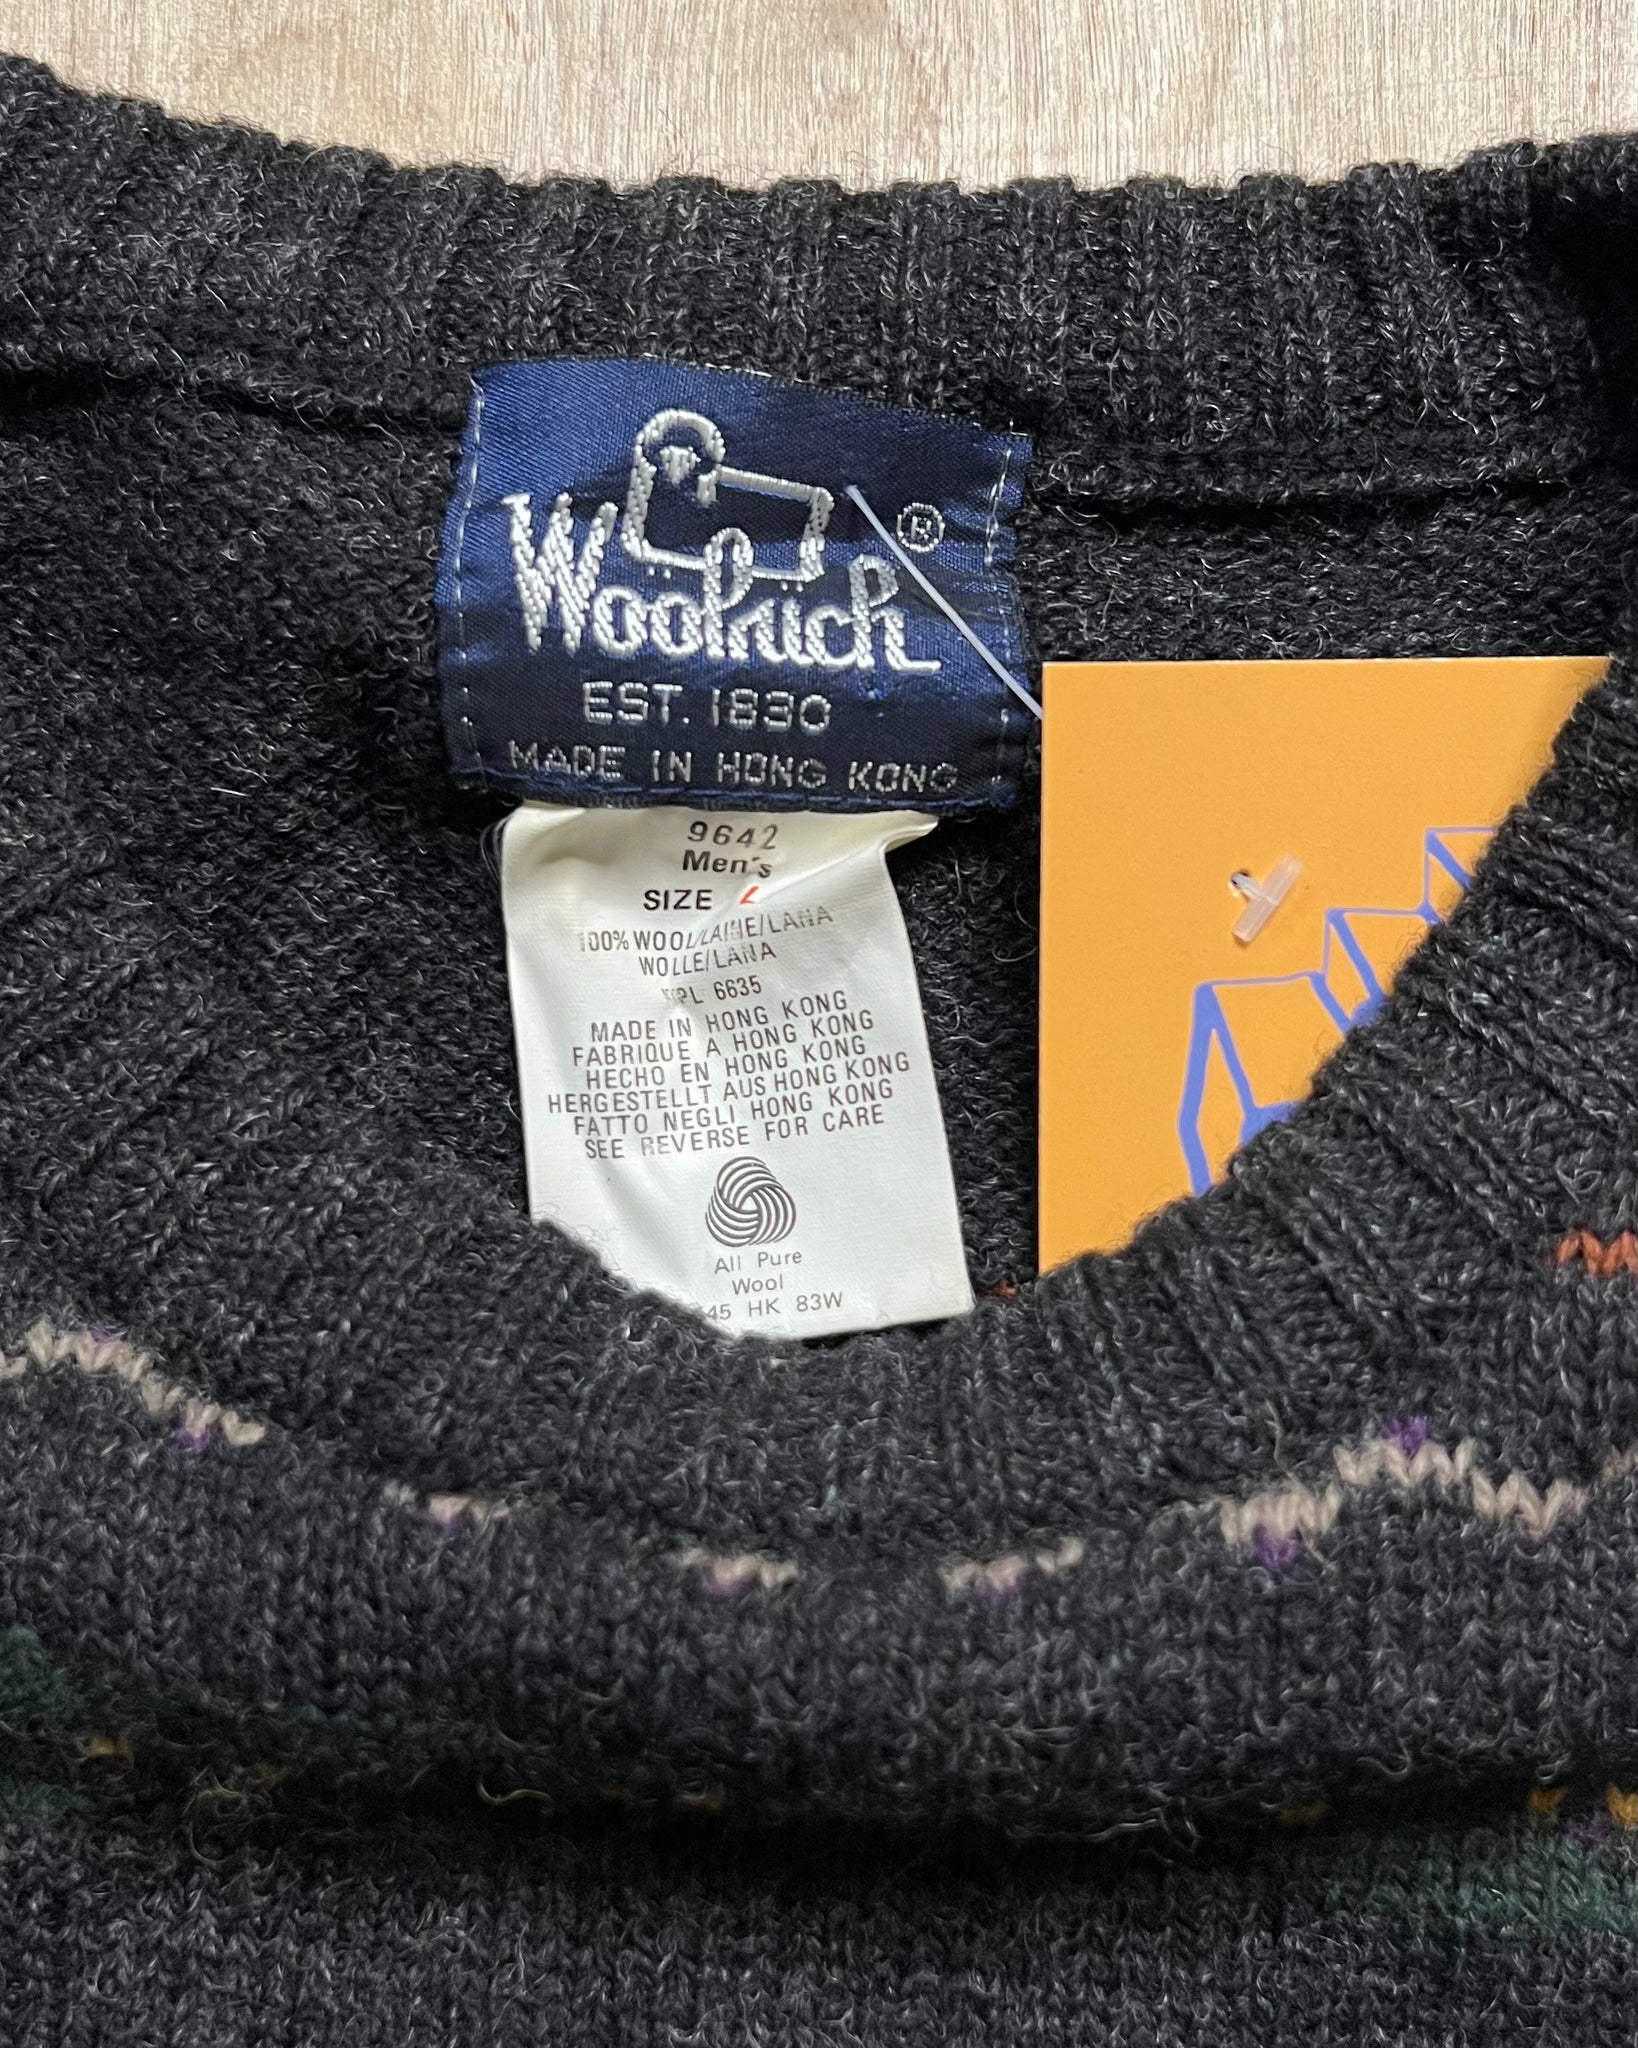 Woolrich ®
EST. 1830
MADE IN HONG KONG
9642
Men's
SIZE L
100% WOOL/LAINE/LANA
WOLLE/LANA
WPL 6635
MADE IN HONG KONG
FABRIQUE A HONG KONG
HECHO EN HONG KONG
HERGESTELLT AUS HONG KONG
FATTO NEGLI HONG KONG
SEE REVERSE FOR CARE
All Pure
Wool
HK 83W